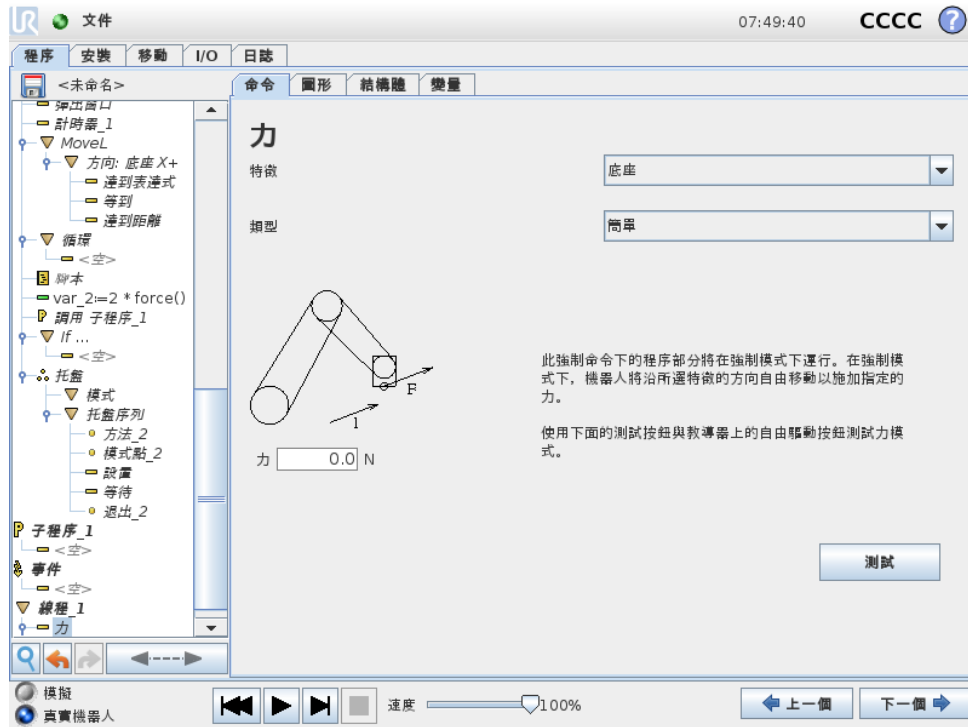 UR 文件 07:49:40 CCCC ?
程序 安裝 移動 I/O 日誌
<未命名>
命令 圖形 結構體 變量
彈出窗口
計時器_1
MoveL
方向: 底座 X+
達到表達式
等到
達到距離
循環
<空>
腳本
var_2:=2 * force()
調用 子程序_1
If ...
<空>
托盤
模式
托盤序列
方法_2
模式點_2
設置
等待
退出_2
子程序_1
<空>
事件
<空>
線程_1
力
力
特徵
底座
類型
簡單
F
1
力 0.0 N
此強制命令下的程序部分將在強制模式下運行。在強制模
式下，機器人將沿所選特徵的方向自由移動以施加指定的
力。
使用下面的測試按鈕與教導器上的自由驅動按鈕測試力模
式。
測試
模擬
真實機器人
速度 100%
上一個 下一個